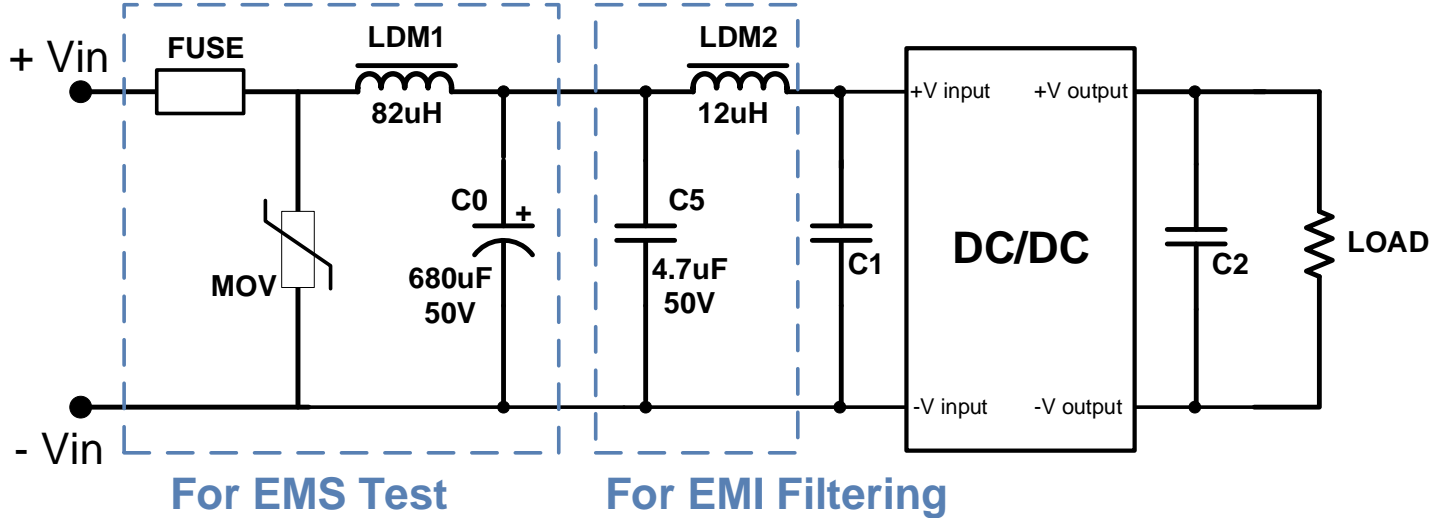 + Vin
FUSE
LDM1
82uH
LDM2
12uH
+V input
+V output
MOV
C0
+
680uF
50V
C5
4.7uF
50V
C1
DC/DC
C2
LOAD
- Vin
-V input
-V output
For EMS Test
For EMI Filtering